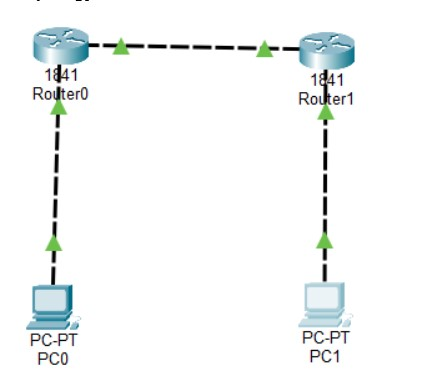 1841
Router0
1841
Router1
PC-PT
PC0
PC-PT
PC1